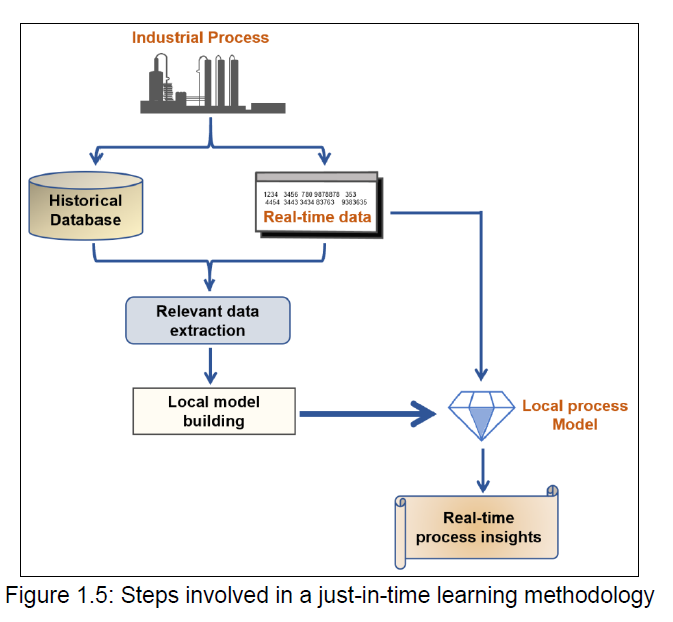 Industrial Process
Historical
Database
1234 3456 780 9878878 353
4454 3443 3434 83763 9383635
Real-time data
Relevant data
extraction
Local model
building
Local process
Model
Real-time
process insights
Figure 1.5: Steps involved in a just-in-time learning methodology